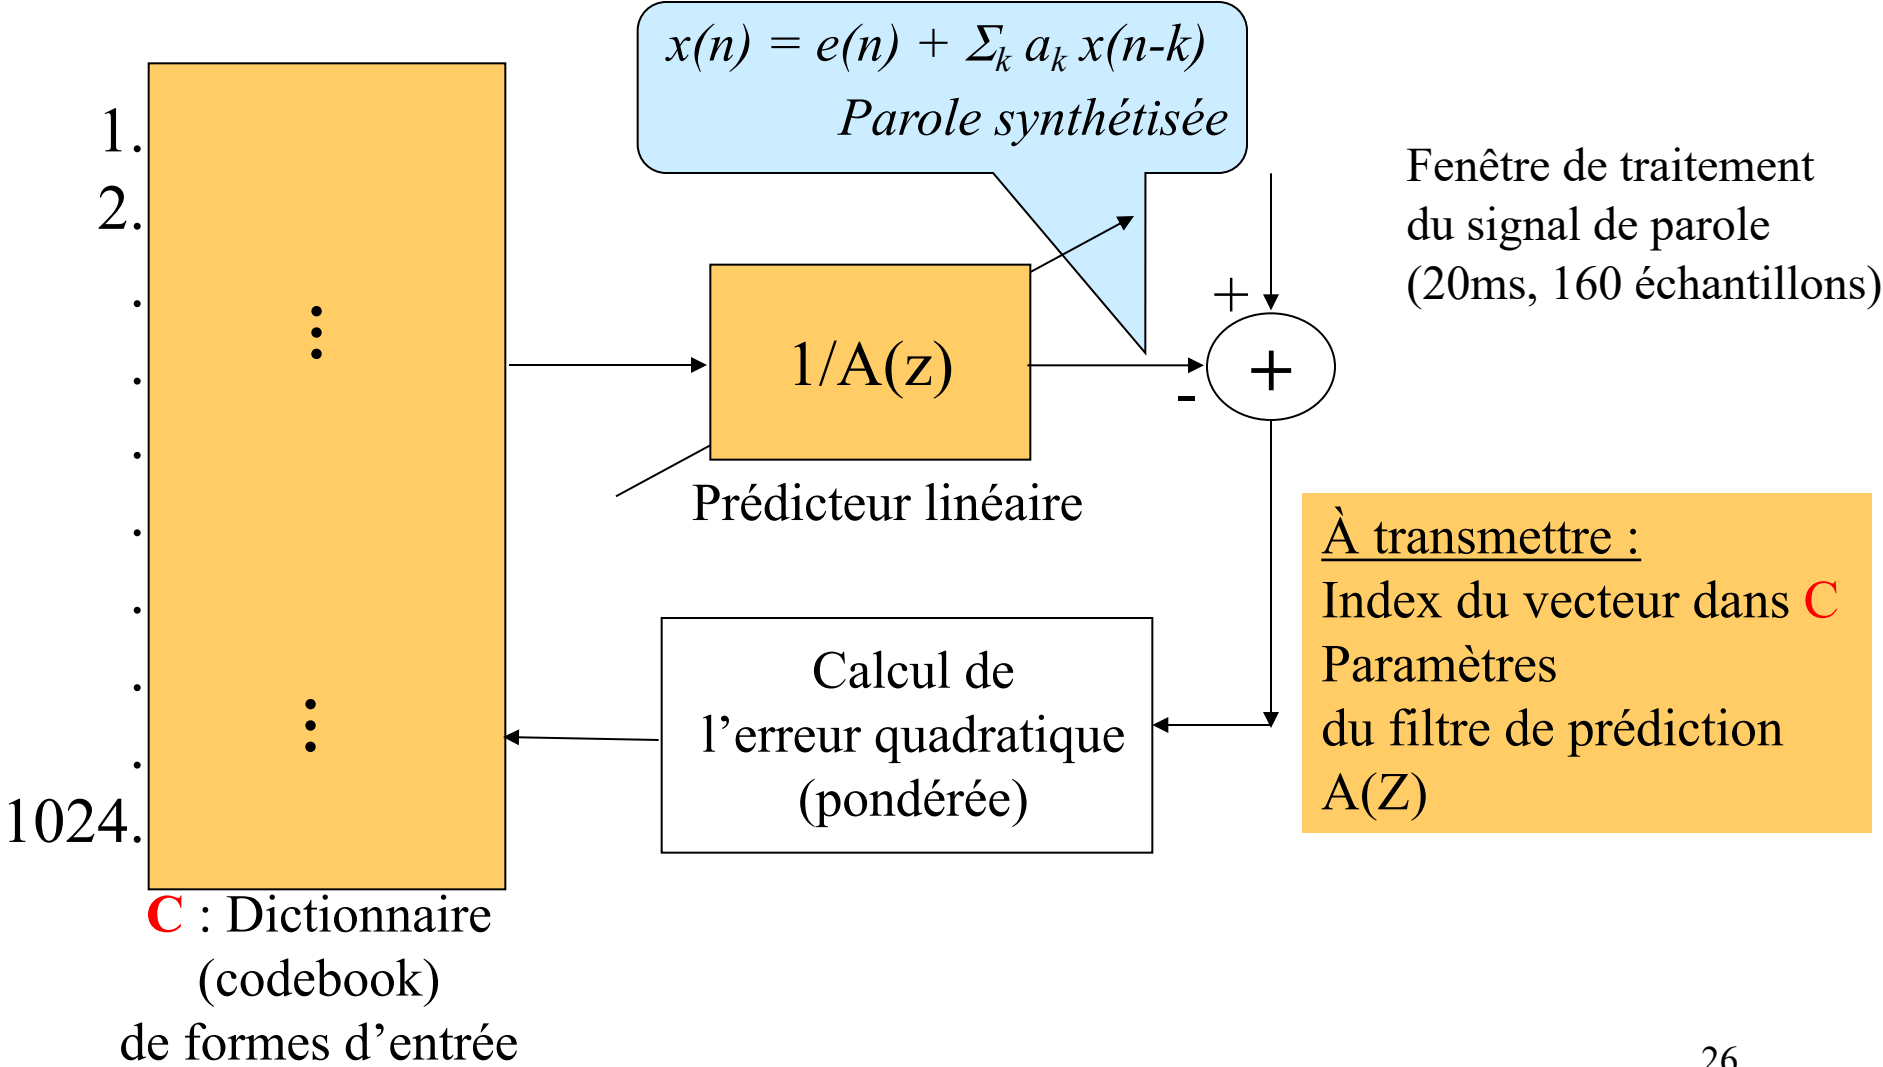 x(n) = e(n) + Σk ak x(n-k)
Parole synthétisée
1.
2.
.
.
.
.
.
.
.
1024.
⋮
⋮
C : Dictionnaire
(codebook)
de formes d’entrée
1/A(z)
Prédicteur linéaire
+
-
+
Fenêtre de traitement
du signal de parole
(20ms, 160 échantillons)
Calcul de
l’erreur quadratique
(pondérée)
À transmettre :
Index du vecteur dans C
Paramètres
du filtre de prédiction
A(Z)
26